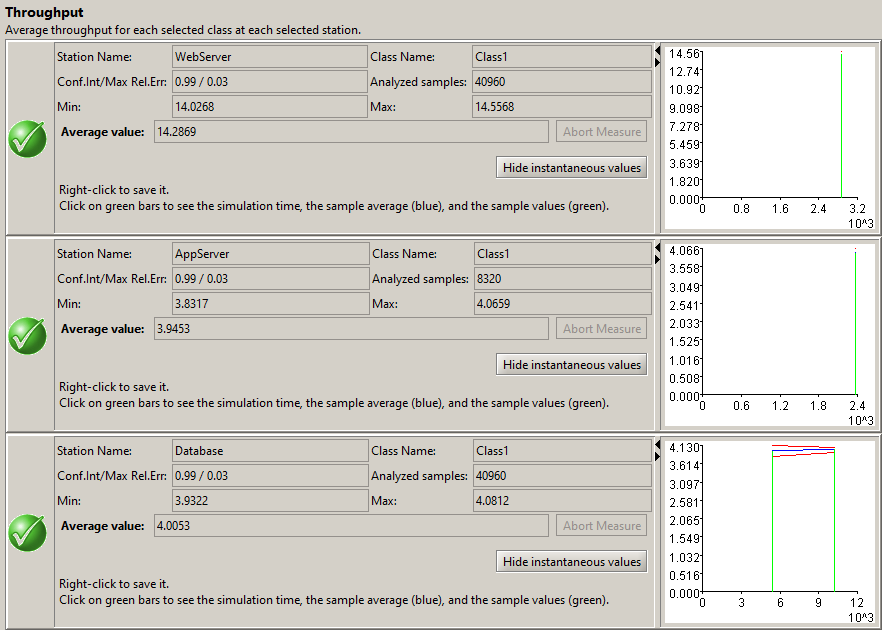 Throughput
Average throughput for each selected class at each selected station.
Station Name: WebServer Class Name: Class1
Conf.Int/Max Rel.Err: 0.99 / 0.03 Analyzed samples: 40960
Min: 14.0268 Max: 14.5568
Average value: 14.2869 Abort Measure
Hide instantaneous values
Right-click to save it.
Click on green bars to see the simulation time, the sample average (blue), and the sample values (green).
14.56
12.74
10.92
9.098
7.278
5.459
3.639
1.820
0.000
0 0.8 1.6 2.4 3.2
10^3
Station Name: AppServer Class Name: Class1
Conf.Int/Max Rel.Err: 0.99 / 0.03 Analyzed samples: 8320
Min: 3.8317 Max: 4.0659
Average value: 3.9453 Abort Measure
Hide instantaneous values
Right-click to save it.
Click on green bars to see the simulation time, the sample average (blue), and the sample values (green).
4.066
3.558
3.049
2.541
2.033
1.525
1.016
0.508
0.000
0 0.6 1.2 1.8 2.4
10^3
Station Name: Database Class Name: Class1
Conf.Int/Max Rel.Err: 0.99 / 0.03 Analyzed samples: 40960
Min: 3.9322 Max: 4.0812
Average value: 4.0053 Abort Measure
Hide instantaneous values
Right-click to save it.
Click on green bars to see the simulation time, the sample average (blue), and the sample values (green).
4.130
3.614
3.097
2.581
2.065
1.549
1.032
0.516
0.000
0 3 6 9 12
10^3